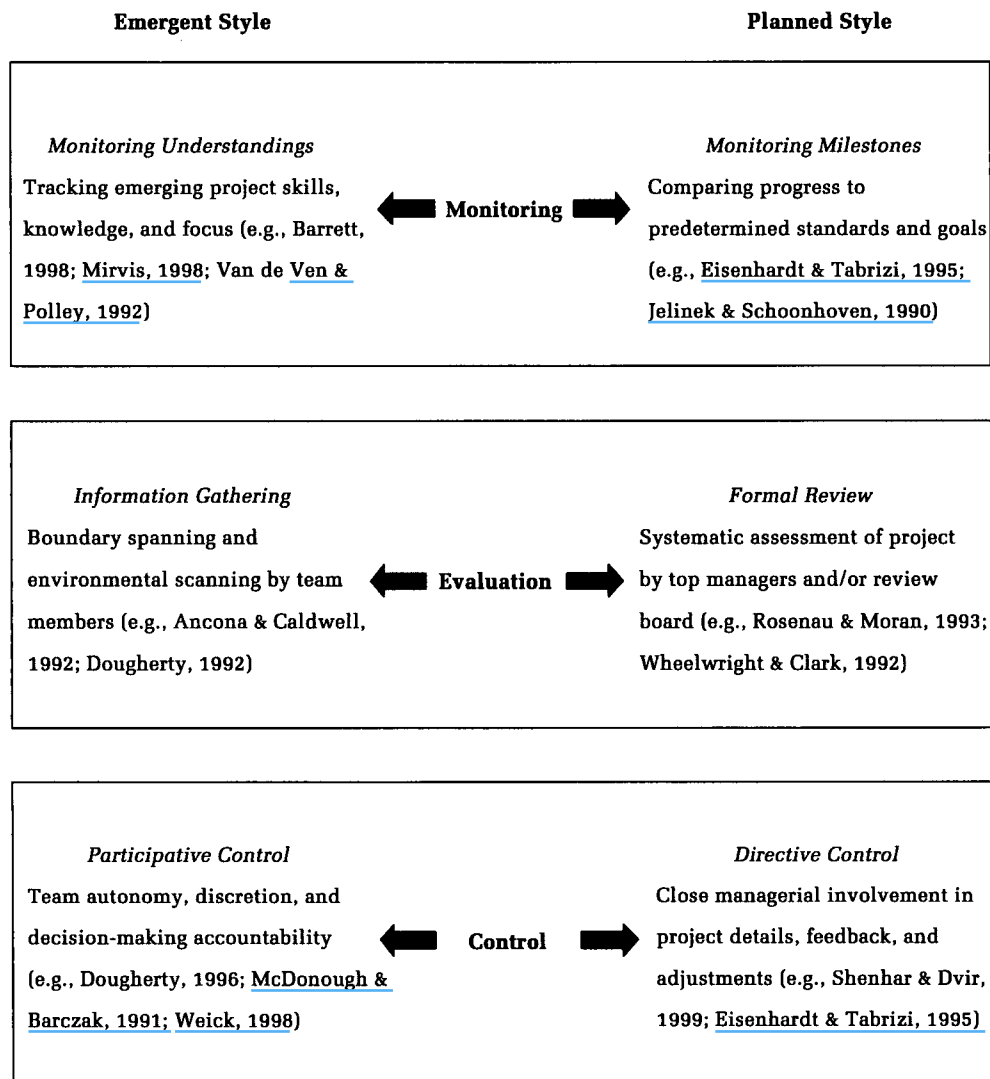 Emergent Style
Planned Style
Monitoring Understandings
Tracking emerging project skills,
knowledge, and focus (e.g., Barrett,
1998; Mirvis, 1998; Van de Ven &
Polley, 1992)
Monitoring
Monitoring Milestones
Comparing progress to
predetermined standards and goals
(e.g., Eisenhardt & Tabrizi, 1995;
Jelinek & Schoonhoven, 1990)
Information Gathering
Boundary spanning and
environmental scanning by team
members (e.g., Ancona & Caldwell,
1992; Dougherty, 1992)
Evaluation
Formal Review
Systematic assessment of project
by top managers and/or review
board (e.g., Rosenau & Moran, 1993;
Wheelwright & Clark, 1992)
Participative Control
Team autonomy, discretion, and
decision-making accountability
(e.g., Dougherty, 1996; McDonough &
Barczak, 1991; Weick, 1998)
Control
Directive Control
Close managerial involvement in
project details, feedback, and
adjustments (e.g., Shenhar & Dvir,
1999; Eisenhardt & Tabrizi, 1995)